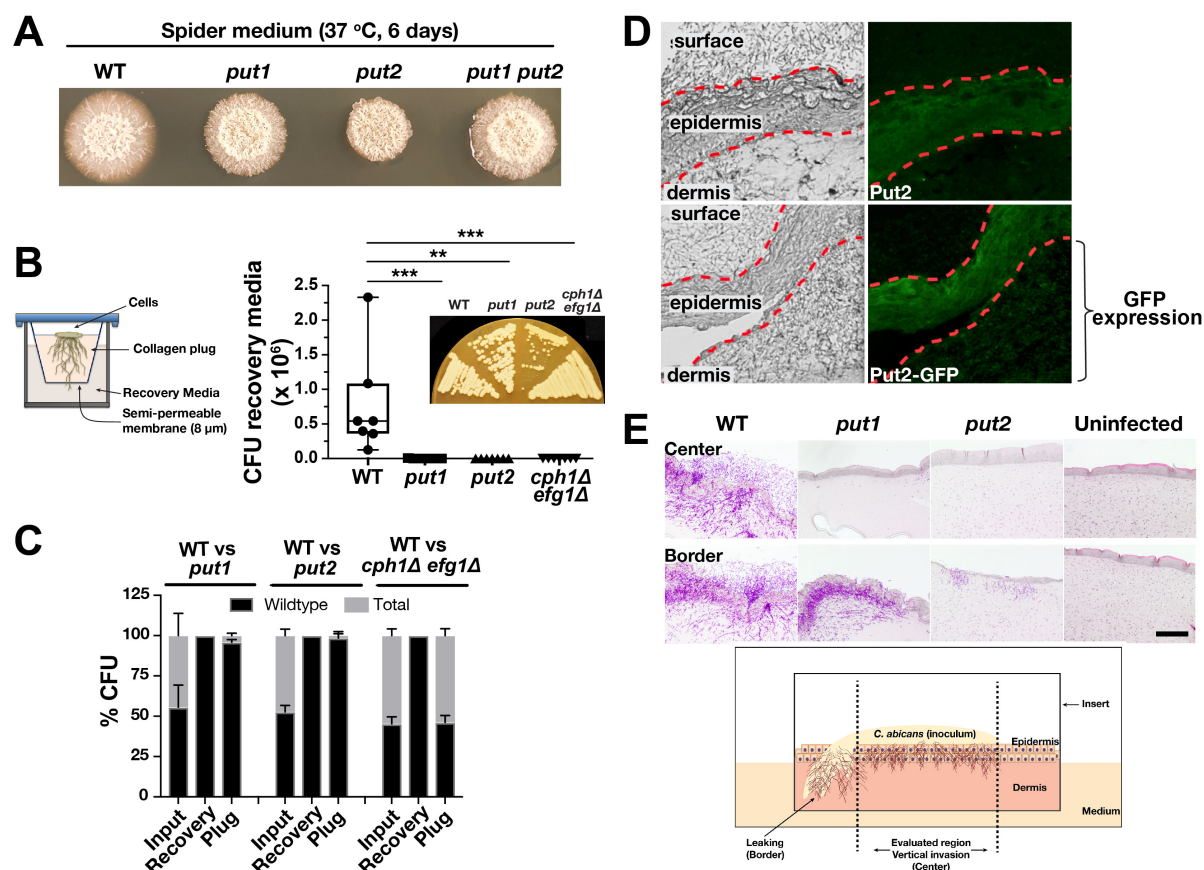 A
Spider medium (37 °C, 6 days)
WT put1 put2 put1 put2
B
Cells
Collagen plug
Recovery Media
Semi-permeable
membrane (8 µm)
CFU recovery media
(x 10⁶)
2.5
2.0
1.5
1.0
0.5
0.0
***
**
***
WT put1 put2 cph1Δ
efg1Δ
WT put1 put2 cph1Δ
efg1Δ
C
WT vs
put1
WT vs
put2
WT vs
cph1Δ efg1Δ
Wildtype Total
% CFU
125
100
75
50
25
0
Input
Recovery
Plug
Input
Recovery
Plug
Input
Recovery
Plug
D
surface
epidermis
dermis
Put2
surface
epidermis
dermis
Put2-GFP
GFP
expression
E
WT put1 put2 Uninfected
Center
Border
Insert
C. abicans (inoculum)
Epidermis
Dermis
Medium
Leaking
(Border)
Evaluated region
Vertical invasion
(Center)